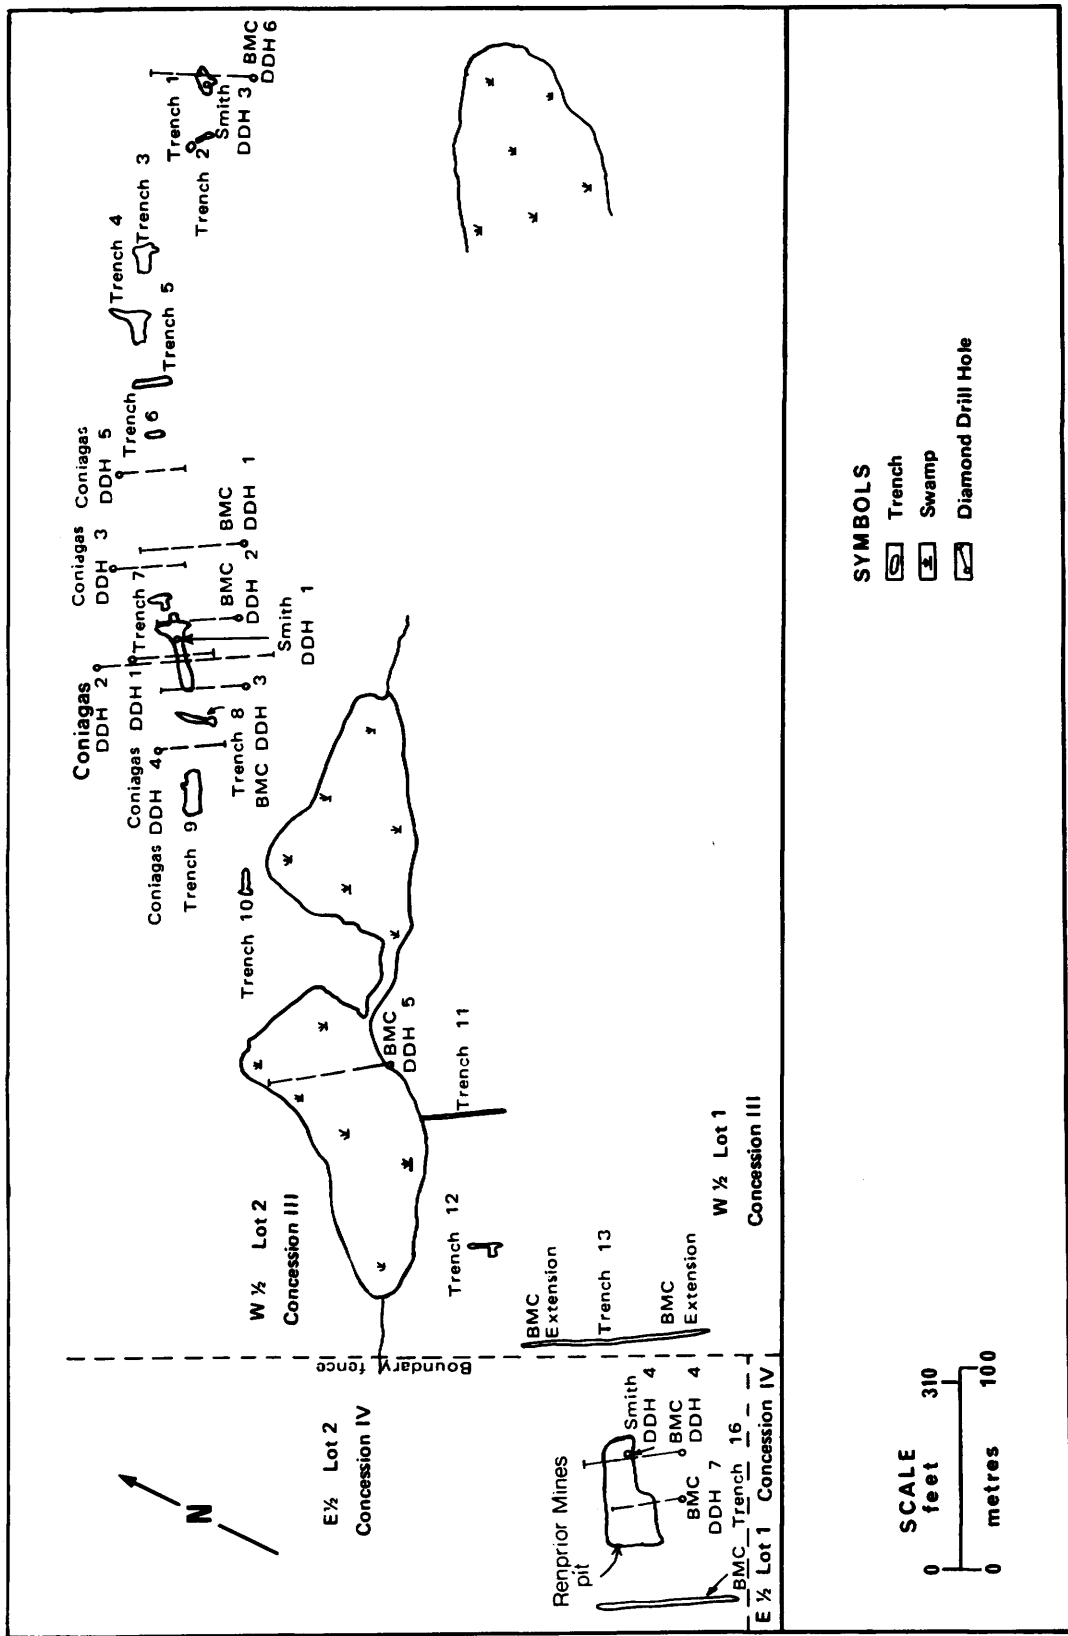 BMC
DDH 6
Trench 1
Smith
DDH 3
Trench 2
Trench 3
Trench 4
Trench 5
Trench
6
Coniagas
DDH 5
Coniagas
DDH 3
BMC
DDH 1
BMC
DDH 2
Trench 7
Smith
DDH 1
Coniagas
DDH 2
Coniagas
DDH 1
BMC DDH 3
Trench 8
Coniagas DDH 4
Trench 9
Trench 10
BMC
DDH 5
Trench 11
Trench 12
W ½ Lot 2
Concession III
W ½ Lot 1
Concession III
BMC
Extension
Trench 13
BMC
Extension
Boundary fence
N
E½ Lot 2
Concession IV
Renprior Mines
pit
Smith
DDH 4
BMC
DDH 4
BMC
DDH 7
BMC Trench 16
E ½ Lot 1 Concession IV
SYMBOLS
Trench
Swamp
Diamond Drill Hole
SCALE
feet
0 310
0 100
metres